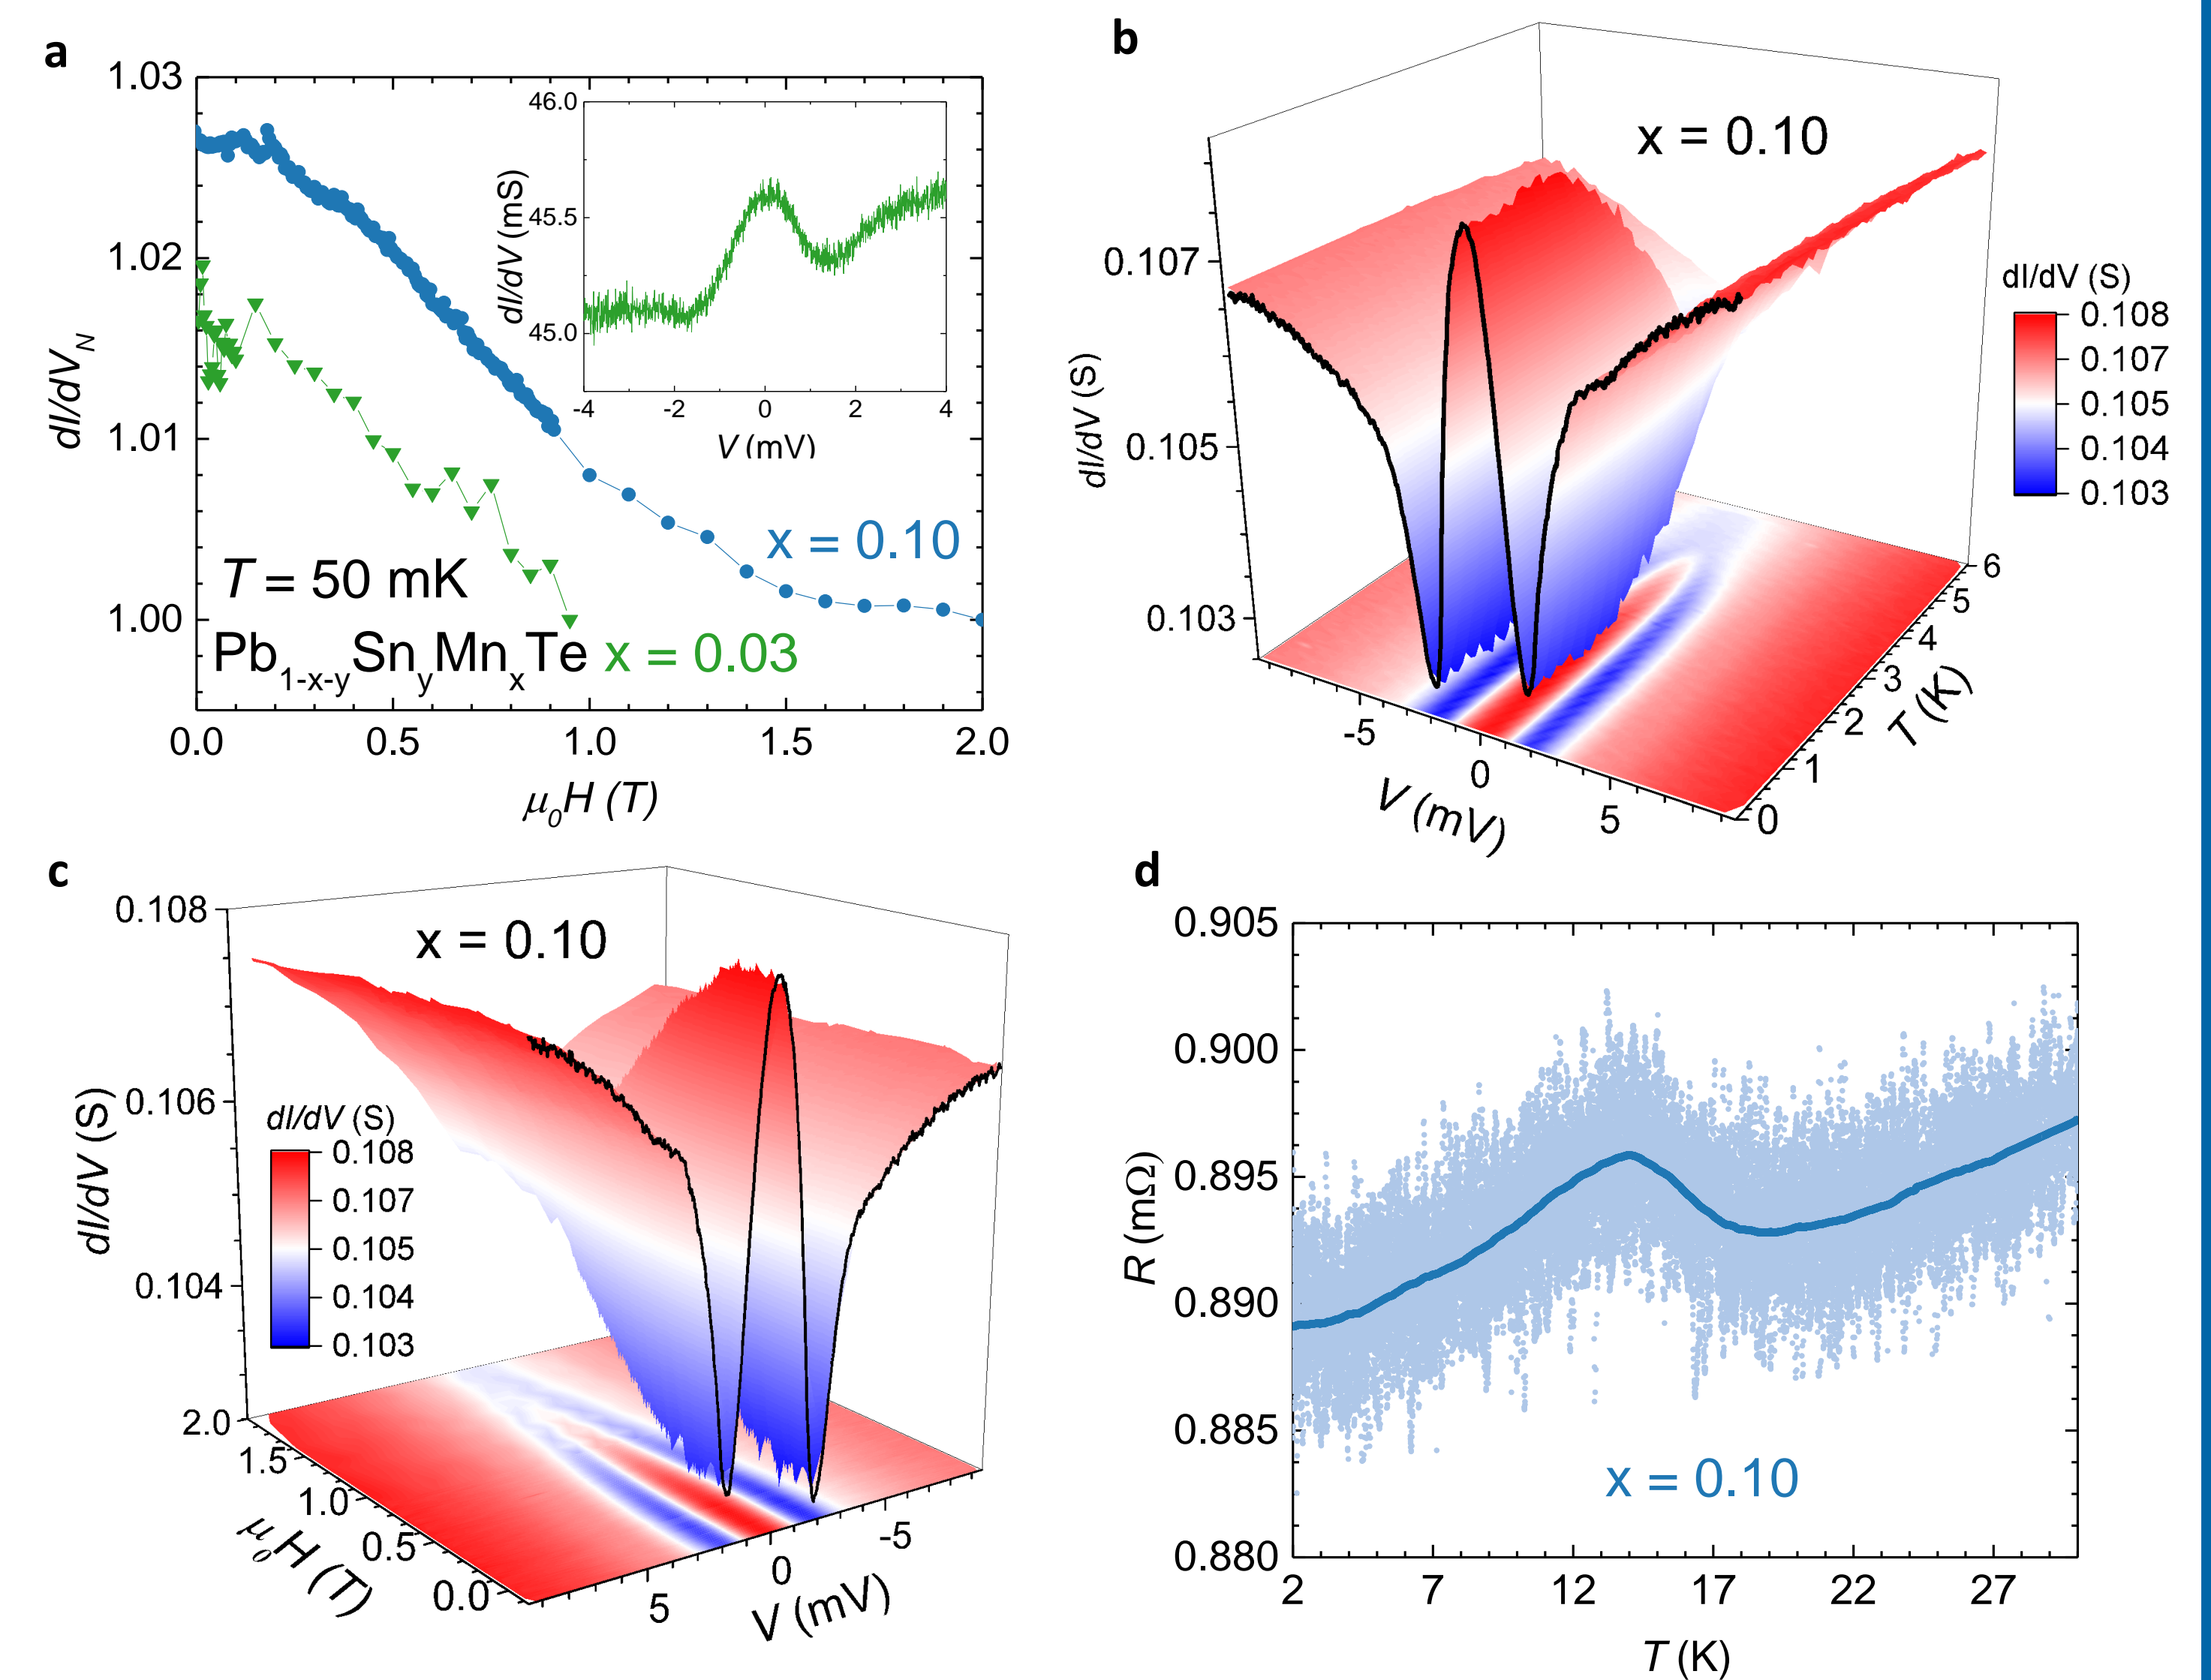 a
1.03
1.02
1.01
1.00
dI/dV_N
0.0 0.5 1.0 1.5 2.0
μ₀H (T)
46.0
45.5
45.0
dI/dV (mS)
-4 -2 0 2 4
V (mV)
x = 0.10
T = 50 mK
Pb₁₋ₓ₋ᵧSnᵧMnₓTe x = 0.03
b
x = 0.10
0.107
0.105
0.103
dI/dV (S)
-5 0 5
V (mV)
0 1 2 3 4 5 6
T (K)
dI/dV (S)
0.108
0.107
0.105
0.104
0.103
c
x = 0.10
0.108
0.106
0.104
dI/dV (S)
dI/dV (S)
0.108
0.107
0.105
0.104
0.103
2.0 1.5 1.0 0.5 0.0
μ₀H (T)
5 0 -5
V (mV)
d
0.905
0.900
0.895
0.890
0.885
0.880
R (mΩ)
x = 0.10
2 7 12 17 22 27
T (K)